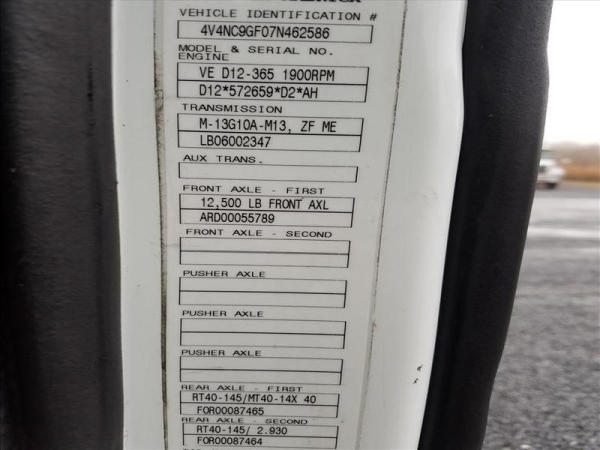 VEHICLE IDENTIFICATION #
4V4NC9GF07N462586
MODEL & SERIAL NO.
ENGINE
VE D12-365 1900RPM
D12*572659*D2*AH
TRANSMISSION
M-13G10A-M13, ZF ME
LB06002347
AUX TRANS.
FRONT AXLE - FIRST
12,500 LB FRONT AXL
ARD00055789
FRONT AXLE - SECOND
PUSHER AXLE
PUSHER AXLE
PUSHER AXLE
REAR AXLE - FIRST
RT40-145/MT40-14X 40
FOR00087465
REAR AXLE - SECOND
RT40-145/ 2.930
FOR00087464